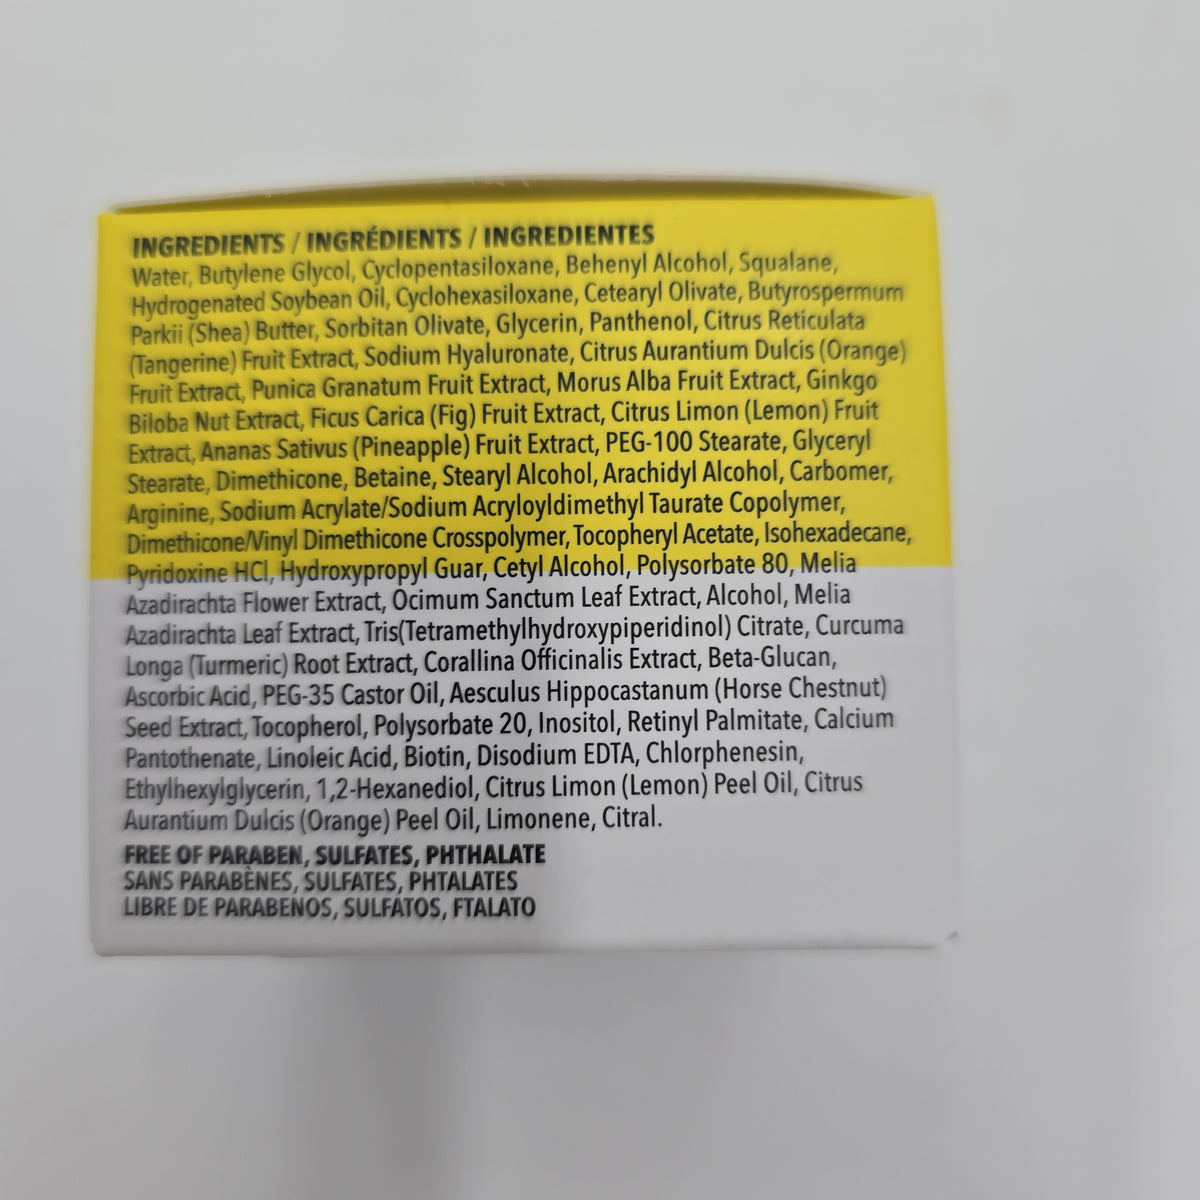 INGREDIENTS / INGRÉDIENTS / INGREDIENTES
Water, Butylene Glycol, Cyclopentasiloxane, Behenyl Alcohol, Squalane,
Hydrogenated Soybean Oil, Cyclohexasiloxane, Cetearyl Olivate, Butyrospermum
Parkii (Shea) Butter, Sorbitan Olivate, Glycerin, Panthenol, Citrus Reticulata
(Tangerine) Fruit Extract, Sodium Hyaluronate, Citrus Aurantium Dulcis (Orange)
Fruit Extract, Punica Granatum Fruit Extract, Morus Alba Fruit Extract, Ginkgo
Biloba Nut Extract, Ficus Carica (Fig) Fruit Extract, Citrus Limon (Lemon) Fruit
Extract, Ananas Sativus (Pineapple) Fruit Extract, PEG-100 Stearate, Glyceryl
Stearate, Dimethicone, Betaine, Stearyl Alcohol, Arachidyl Alcohol, Carbomer,
Arginine, Sodium Acrylate/Sodium Acryloyldimethyl Taurate Copolymer,
Dimethicone/Vinyl Dimethicone Crosspolymer, Tocopheryl Acetate, Isohexadecane,
Pyridoxine HCl, Hydroxypropyl Guar, Cetyl Alcohol, Polysorbate 80, Melia
Azadirachta Flower Extract, Ocimum Sanctum Leaf Extract, Alcohol, Melia
Azadirachta Leaf Extract, Tris(Tetramethylhydroxypiperidinol) Citrate, Curcuma
Longa (Turmeric) Root Extract, Corallina Officinalis Extract, Beta-Glucan,
Ascorbic Acid, PEG-35 Castor Oil, Aesculus Hippocastanum (Horse Chestnut)
Seed Extract, Tocopherol, Polysorbate 20, Inositol, Retinyl Palmitate, Calcium
Pantothenate, Linoleic Acid, Biotin, Disodium EDTA, Chlorphenesin,
Ethylhexylglycerin, 1,2-Hexanediol, Citrus Limon (Lemon) Peel Oil, Citrus
Aurantium Dulcis (Orange) Peel Oil, Limonene, Citral.
FREE OF PARABEN, SULFATES, PHTHALATE
SANS PARABÈNES, SULFATES, PHTALATES
LIBRE DE PARABENOS, SULFATOS, FTALATO